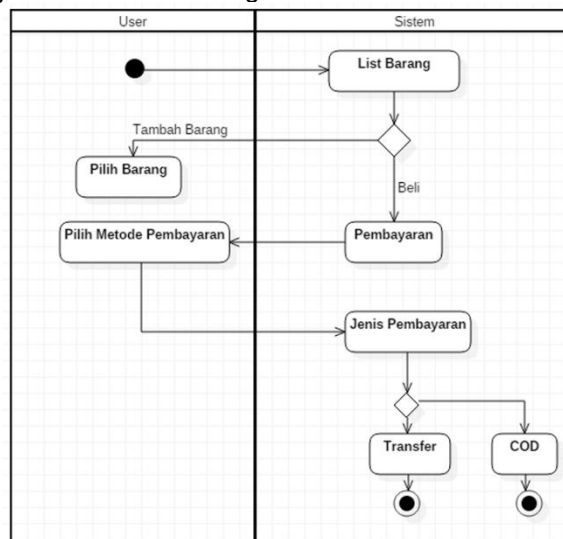 User
Sistem
List Barang
Tambah Barang
Pilih Barang
Beli
Pilih Metode Pembayaran
Pembayaran
Jenis Pembayaran
Transfer
COD